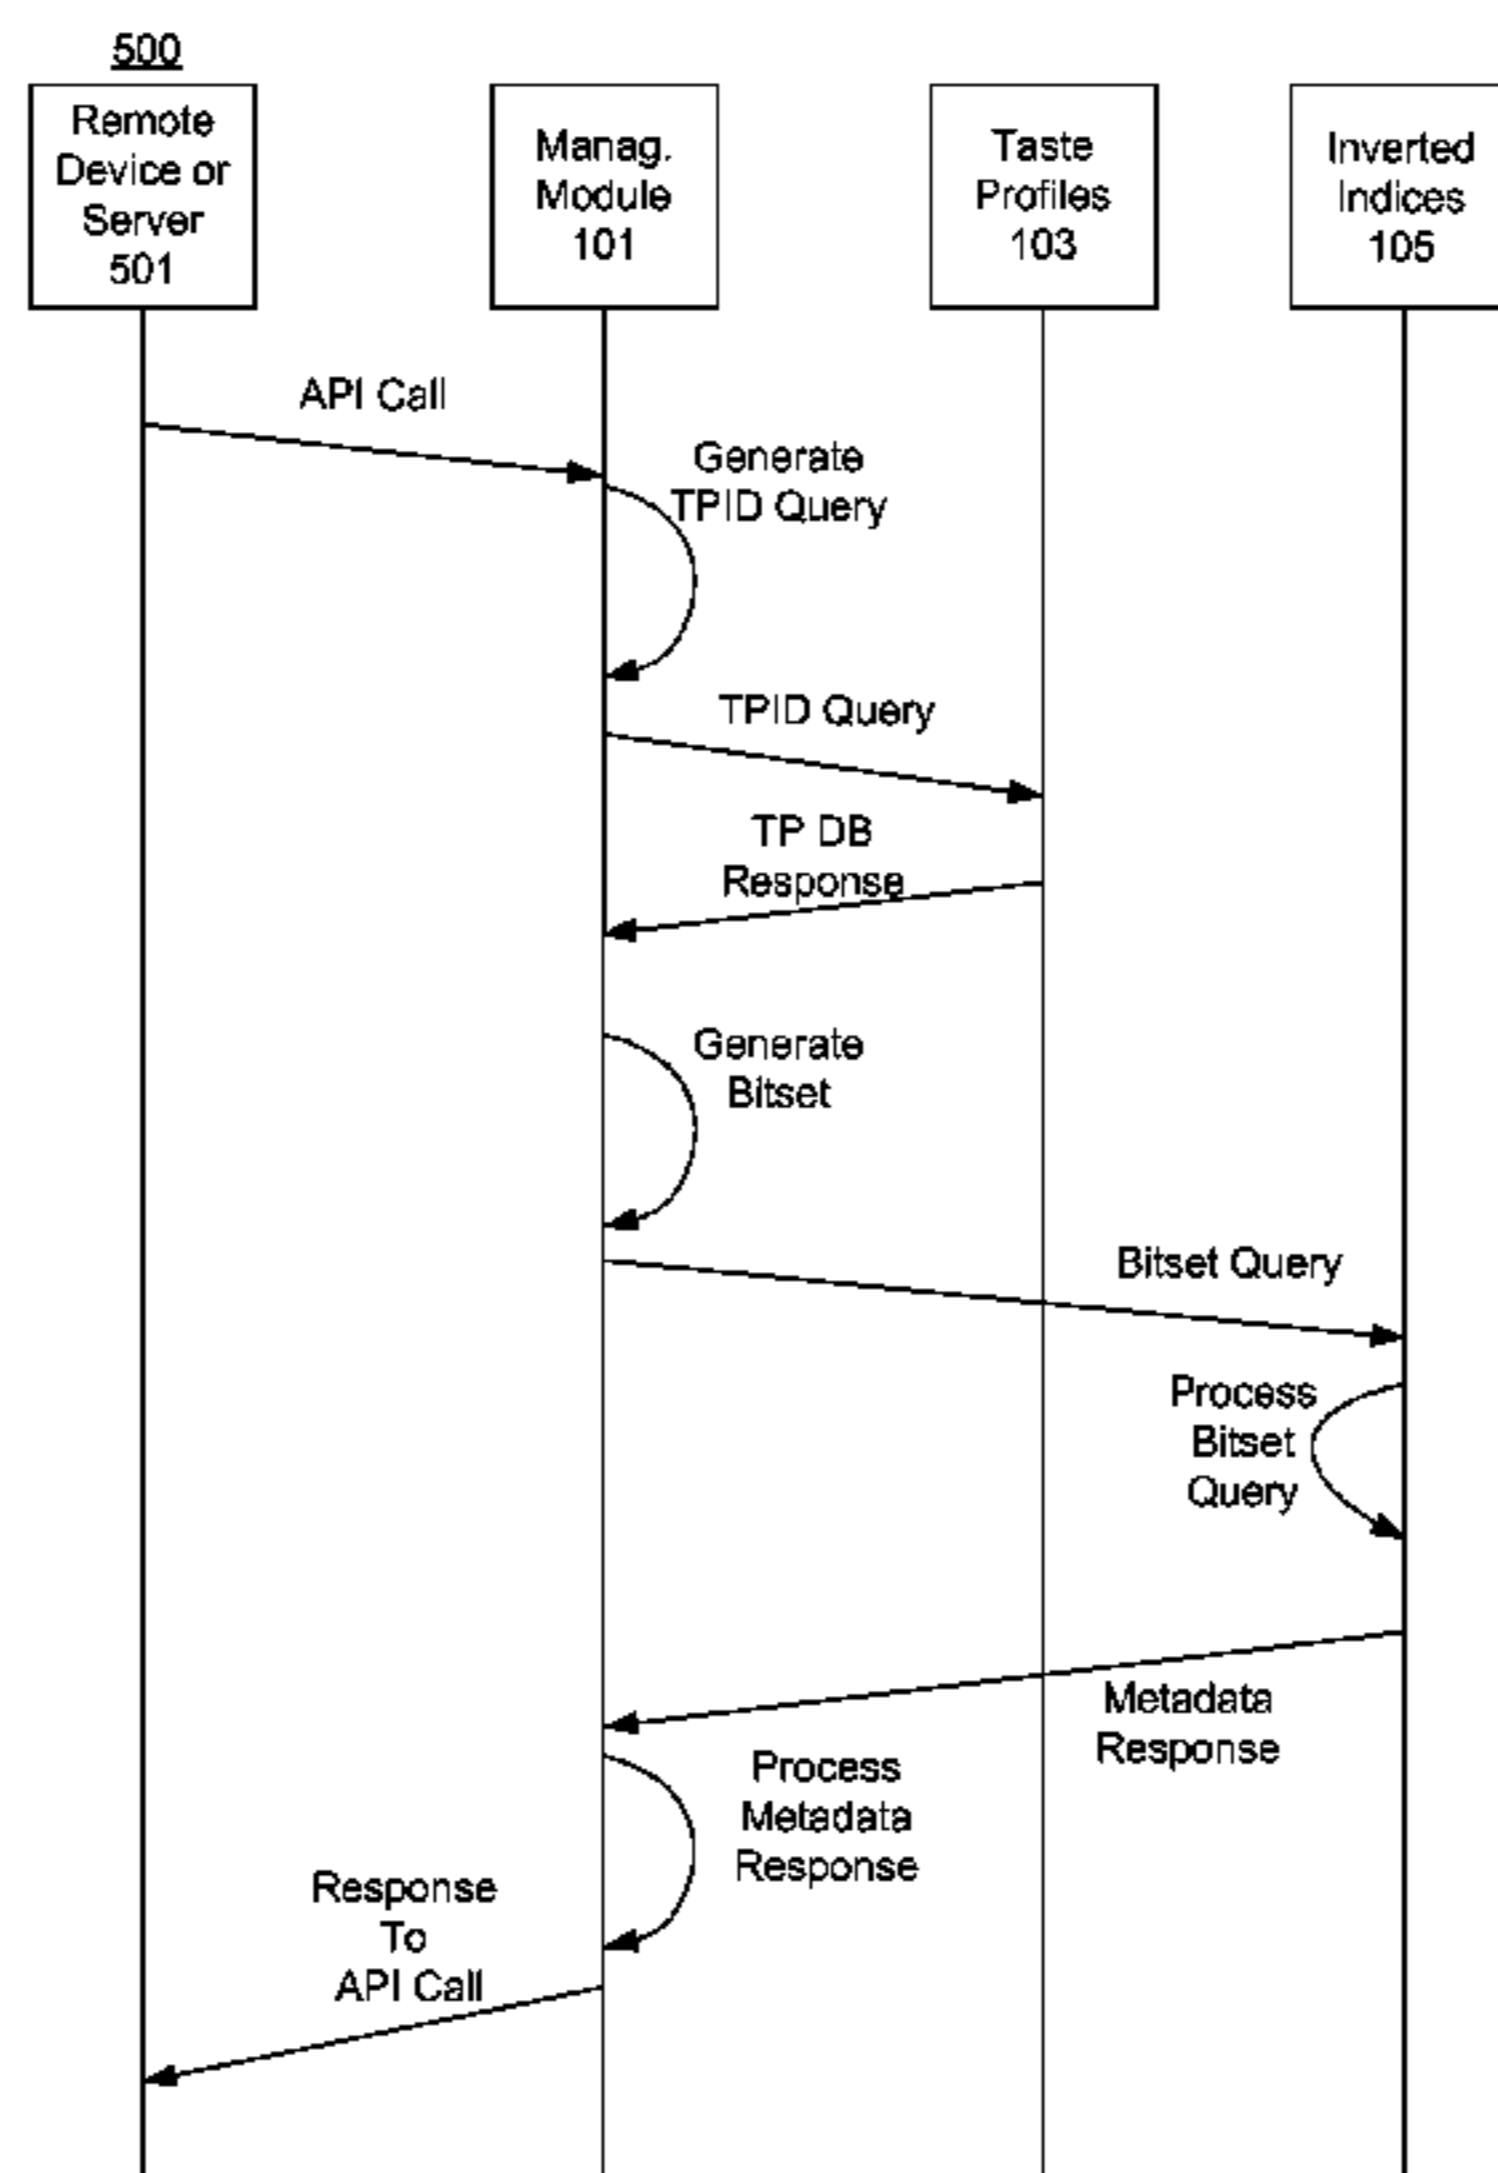 500
Remote
Device or
Server
501
Manag.
Module
101
Taste
Profiles
103
Inverted
Indices
105
API Call
Generate
TPID Query
TPID Query
TP DB
Response
Generate
Bitset
Bitset Query
Process
Bitset
Query
Metadata
Response
Process
Metadata
Response
Response
To
API Call